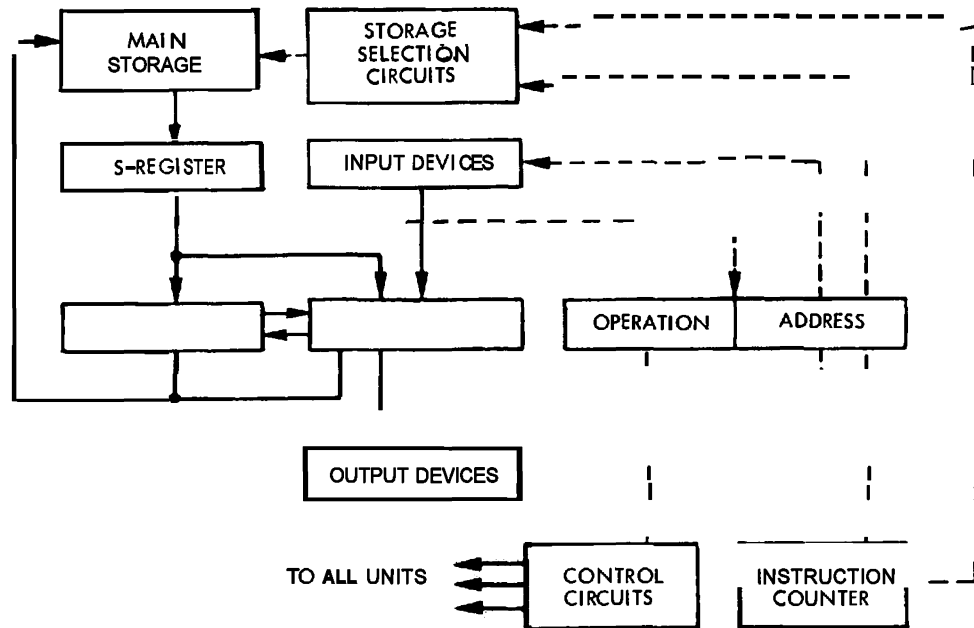 MAIN
STORAGE
STORAGE
SELECTION
CIRCUITS
S-REGISTER
INPUT DEVICES
OPERATION
ADDRESS
OUTPUT DEVICES
TO ALL UNITS
CONTROL
CIRCUITS
INSTRUCTION
COUNTER